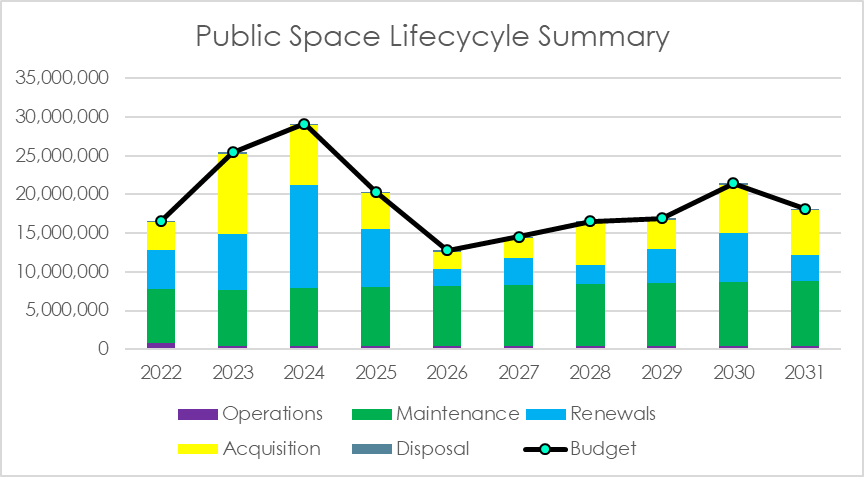 Public Space Lifecycyle Summary
35,000,000
30,000,000
25,000,000
20,000,000
15,000,000
10,000,000
5,000,000
0
2022 2023 2024 2025 2026 2027 2028 2029 2030 2031
Operations Maintenance Renewals
Acquisition Disposal Budget